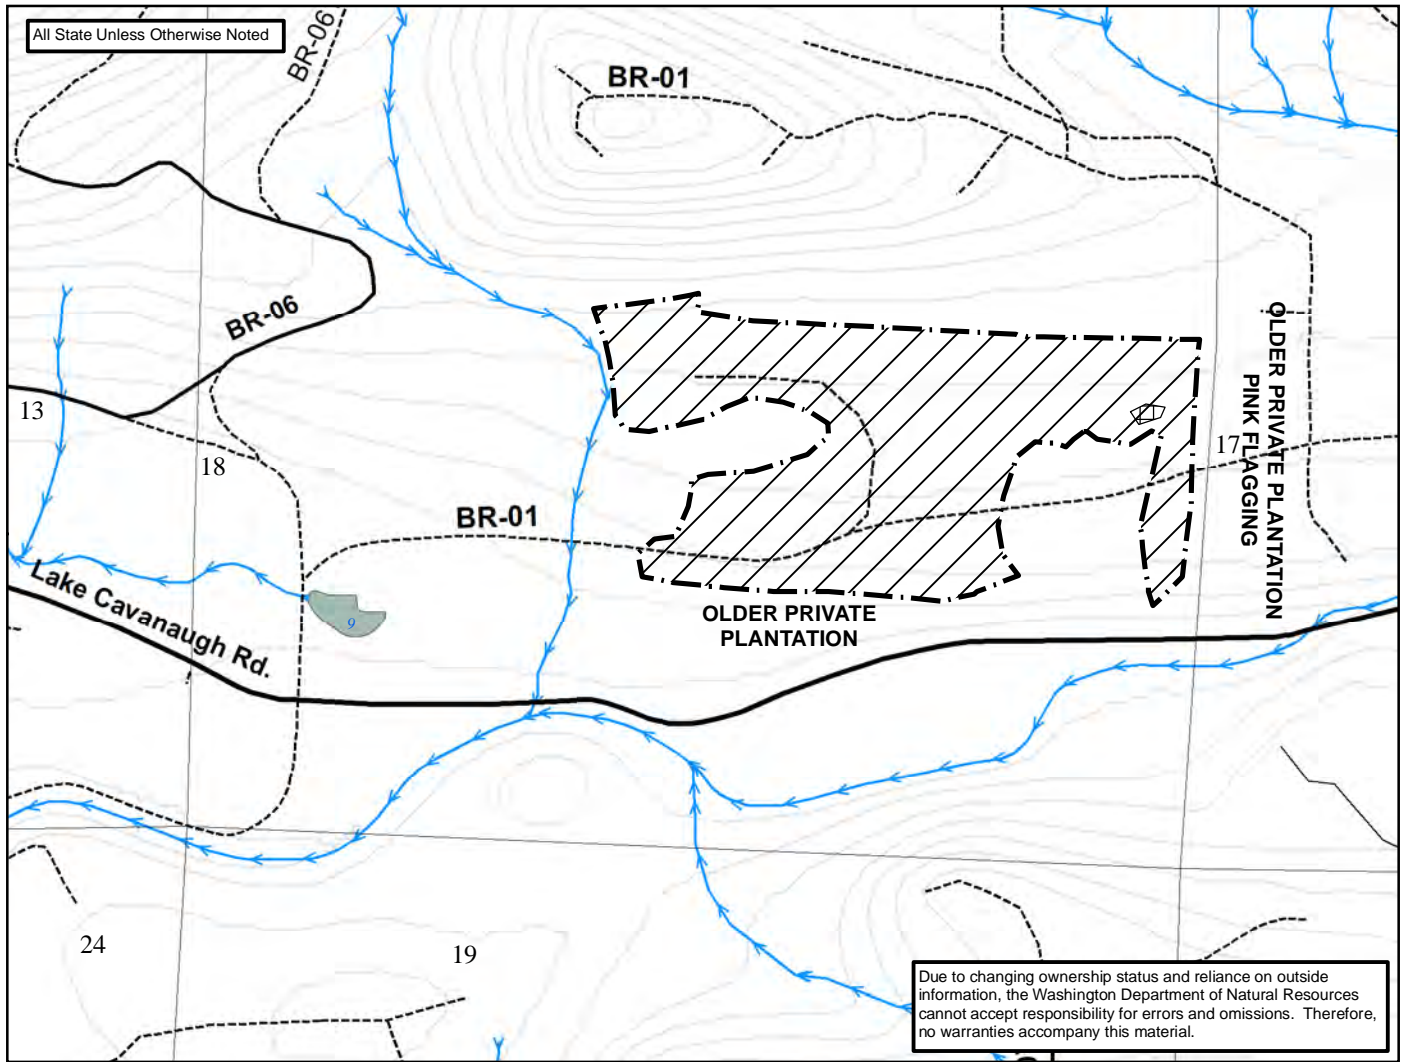 All State Unless Otherwise Noted
BR-06
BR-01
BR-06
13
18
BR-01
17
OLDER PRIVATE PLANTATION
PINK FLAGGING
Lake Cavanaugh Rd.
9
OLDER PRIVATE
PLANTATION
24
19
Due to changing ownership status and reliance on outside
information, the Washington Department of Natural Resources
cannot accept responsibility for errors and omissions.  Therefore,
no warranties accompany this material.